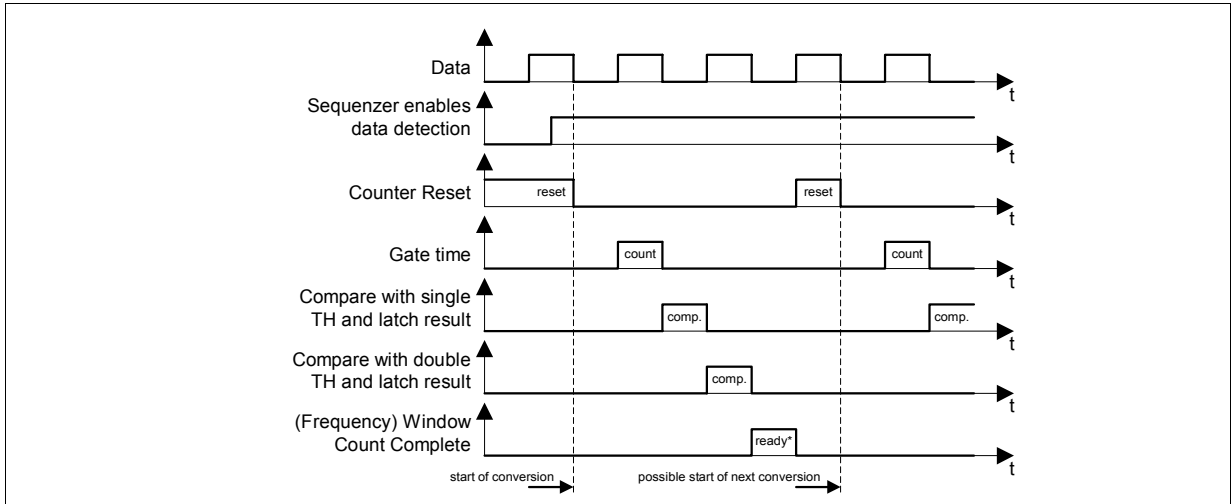 Data
t
Sequenzer enables
data detection
t
Counter Reset
reset
reset
t
Gate time
count
count
t
Compare with single
TH and latch result
comp.
comp.
t
Compare with double
TH and latch result
comp.
t
(Frequency) Window
Count Complete
ready*
t
start of conversion
possible start of next conversion